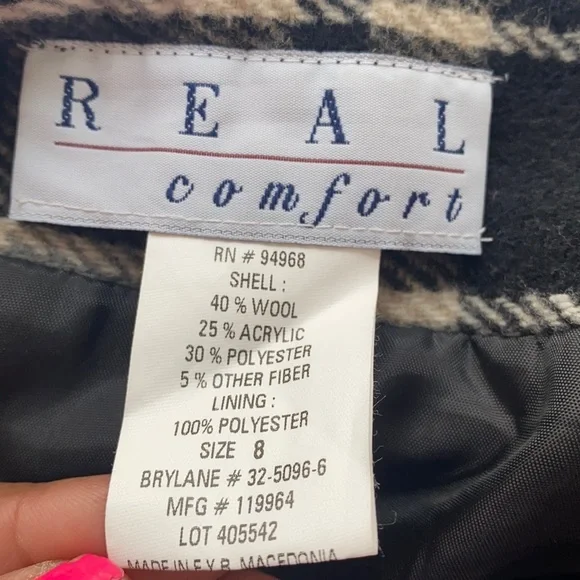 REAL
comfort
RN # 94968
SHELL :
40 % WOOL
25 % ACRYLIC
30 % POLYESTER
5 % OTHER FIBER
LINING :
100% POLYESTER
SIZE 8
BRYLANE # 32-5096-6
MFG # 119964
LOT 405542
MADE IN F.Y.R. MACEDONIA